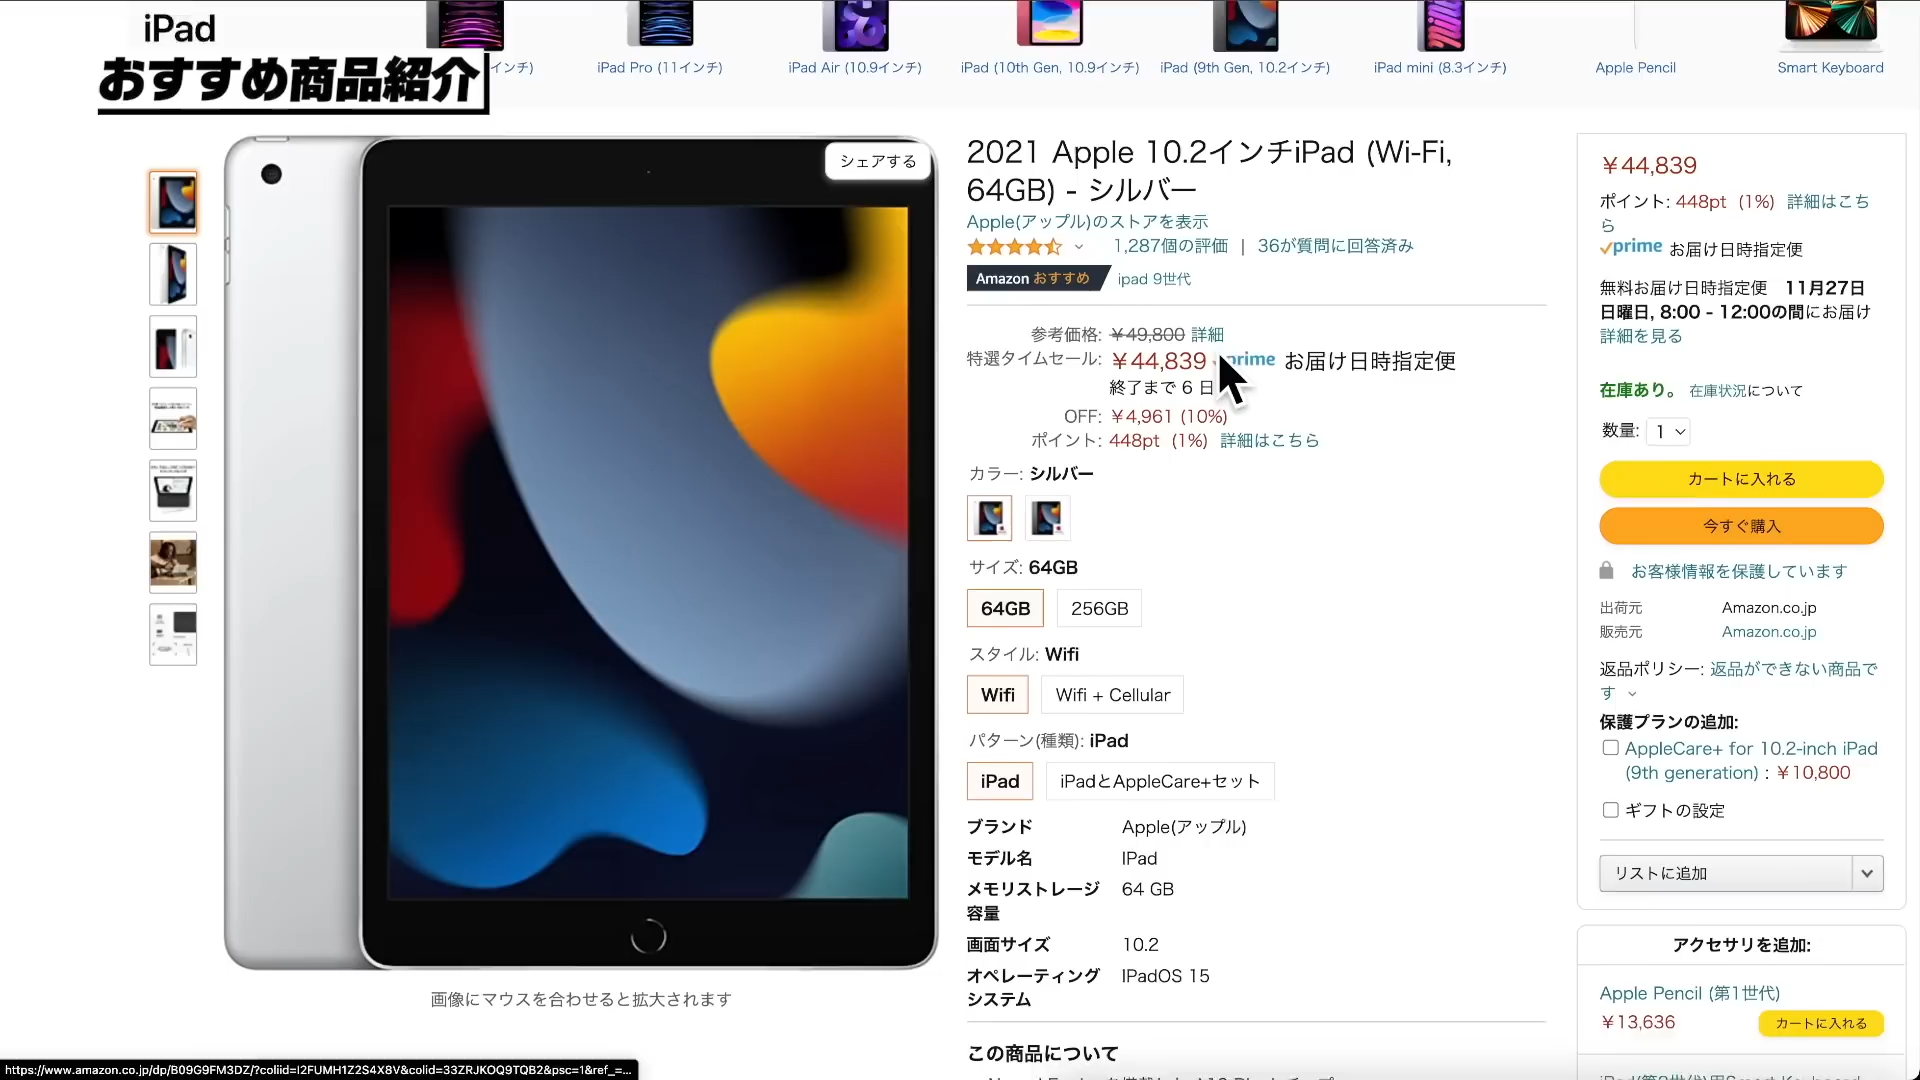 iPad
おすすめ商品紹介
インチ)
iPad Pro (11インチ)
iPad Air (10.9インチ)
iPad (10th Gen, 10.9インチ)
iPad (9th Gen, 10.2インチ)
iPad mini (8.3インチ)
Apple Pencil
Smart Keyboard
シェアする
画像にマウスを合わせると拡大されます
2021 Apple 10.2インチiPad (Wi-Fi,
64GB) - シルバー
Apple(アップル)のストアを表示
1,287個の評価 | 36が質問に回答済み
Amazon おすすめ ipad 9世代
参考価格: ￥49,800 詳細
特選タイムセール: ￥44,839 prime お届け日時指定便
終了まで 6 日
OFF: ￥4,961 (10%)
ポイント: 448pt (1%) 詳細はこちら
カラー: シルバー
サイズ: 64GB
64GB 256GB
スタイル: Wifi
Wifi Wifi + Cellular
パターン(種類): iPad
iPad iPadとAppleCare+セット
ブランド Apple(アップル)
モデル名 IPad
メモリストレージ 64 GB
容量
画面サイズ 10.2
オペレーティング IPadOS 15
システム
この商品について
￥44,839
ポイント: 448pt (1%) 詳細はこち
ら
prime お届け日時指定便
無料お届け日時指定便 11月27日
日曜日, 8:00 - 12:00の間にお届け
詳細を見る
在庫あり。 在庫状況について
数量: 1
カートに入れる
今すぐ購入
お客様情報を保護しています
出荷元 Amazon.co.jp
販売元 Amazon.co.jp
返品ポリシー: 返品ができない商品で
す
保護プランの追加:
AppleCare+ for 10.2-inch iPad
(9th generation) : ￥10,800
ギフトの設定
リストに追加
アクセサリを追加:
Apple Pencil (第1世代)
￥13,636 カートに入れる
https://www.amazon.co.jp/dp/B09G9FM3DZ/?coliid=I2FUMH1Z2S4X8V&colid=33ZRJKOQ9TQB2&psc=1&ref_=...